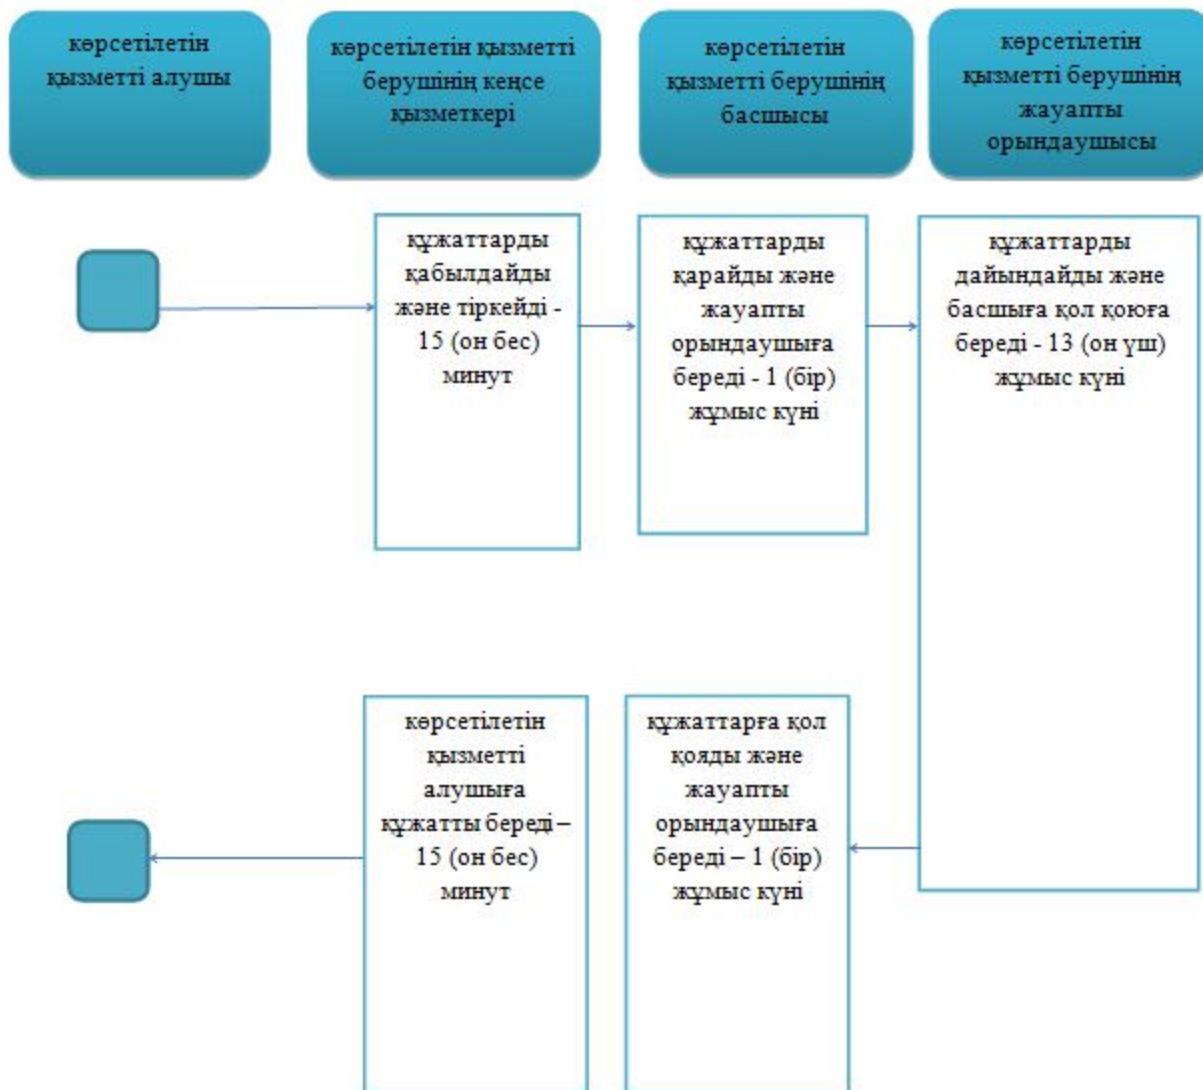 көрсетілетін
қызметті алушы
көрсетілетін қызметті
берушінің кеңсе
қызметкері
көрсетілетін
қызметті берушінің
басшысы
көрсетілетін
қызметті берушінің
жауапты
орындаушысы
құжаттарды
қабылдайды
және тіркейді -
15 (он бес)
минут
құжаттарды
қарайды және
жауапты
орындаушыға
береді - 1 (бір)
жұмыс күні
құжаттарды
дайындайды және
басшыға қол қоюға
береді - 13 (он үш)
жұмыс күні
көрсетілетін
қызметті
алушыға
құжатты береді –
15 (он бес)
минут
құжаттарға қол
қояды және
жауапты
орындаушыға
береді – 1 (бір)
жұмыс күні